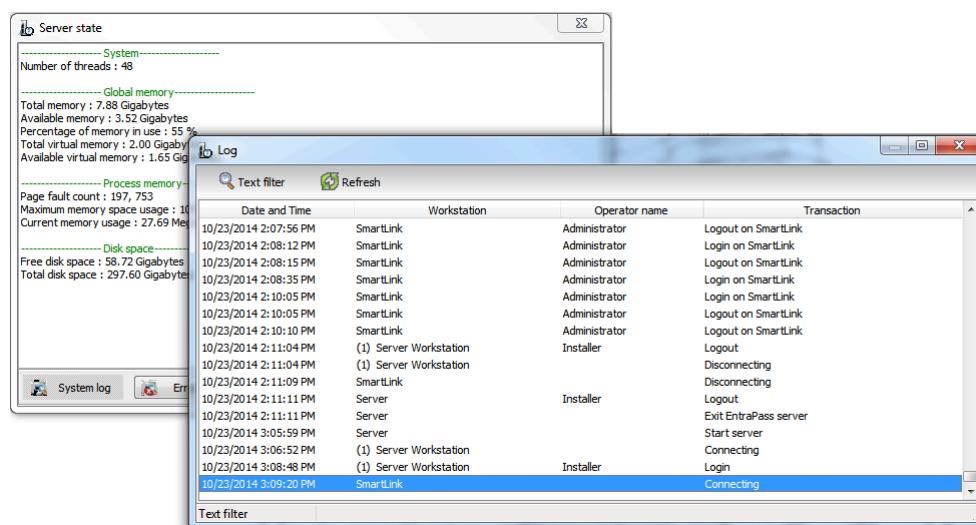 Server state
-------------------- System--------------------
Number of threads : 48
-------------------- Global memory--------------------
Total memory : 7.88 Gigabytes
Available memory : 3.52 Gigabytes
Percentage of memory in use : 55 %
Total virtual memory : 2.00 Gigaby
Available virtual memory : 1.65 Gig
-------------------- Process memory--
Page fault count : 197, 753
Maximum memory space usage : 10
Current memory usage : 27.69 Meg
-------------------- Disk space---------
Free disk space : 58.72 Gigabytes
Total disk space : 297.60 Gigabytes
System log Err
Log
Text filter Refresh
Date and Time Workstation Operator name Transaction
10/23/2014 2:07:56 PM SmartLink Administrator Logout on SmartLink
10/23/2014 2:08:12 PM SmartLink Administrator Login on SmartLink
10/23/2014 2:08:15 PM SmartLink Administrator Logout on SmartLink
10/23/2014 2:08:35 PM SmartLink Administrator Login on SmartLink
10/23/2014 2:10:05 PM SmartLink Administrator Login on SmartLink
10/23/2014 2:10:05 PM SmartLink Administrator Logout on SmartLink
10/23/2014 2:10:10 PM SmartLink Administrator Logout on SmartLink
10/23/2014 2:11:04 PM (1) Server Workstation Installer Logout
10/23/2014 2:11:04 PM (1) Server Workstation Disconnecting
10/23/2014 2:11:09 PM SmartLink Disconnecting
10/23/2014 2:11:11 PM Server Installer Logout
10/23/2014 2:11:11 PM Server Exit EntraPass server
10/23/2014 3:05:59 PM Server Start server
10/23/2014 3:06:52 PM (1) Server Workstation Connecting
10/23/2014 3:08:48 PM (1) Server Workstation Installer Login
10/23/2014 3:09:20 PM SmartLink Connecting
Text filter